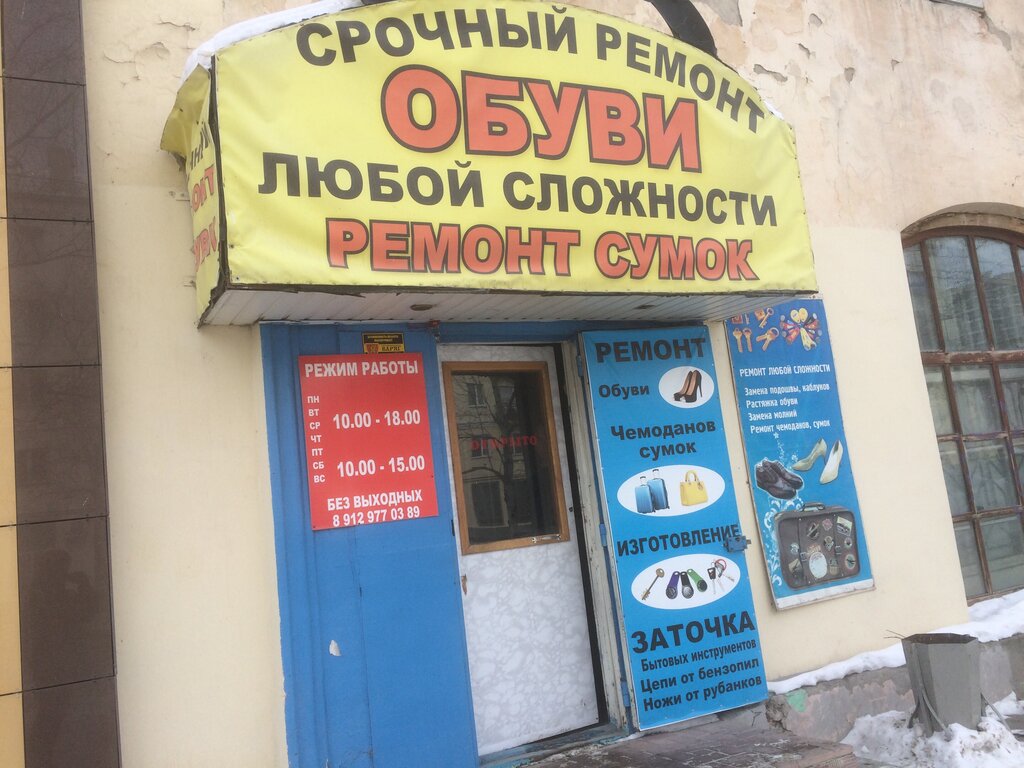 СРОЧНЫЙ РЕМОНТ
ОБУВИ
ЛЮБОЙ СЛОЖНОСТИ
РЕМОНТ СУМОК
РЕЖИМ РАБОТЫ
ПН
ВТ
СР
ЧТ
ПТ
СБ
ВС
10.00 - 18.00
10.00 - 15.00
БЕЗ ВЫХОДНЫХ
8 912 977 03 89
ОТКРЫТО
РЕМОНТ
Обуви
Чемоданов
сумок
ИЗГОТОВЛЕНИЕ
ЗАТОЧКА
Бытовых инструментов
Цепи от бензопил
Ножи от рубанков
РЕМОНТ ЛЮБОЙ СЛОЖНОСТИ
Замена подошвы, каблуков
Растяжка обуви
Замена молний
Ремонт чемоданов, сумок